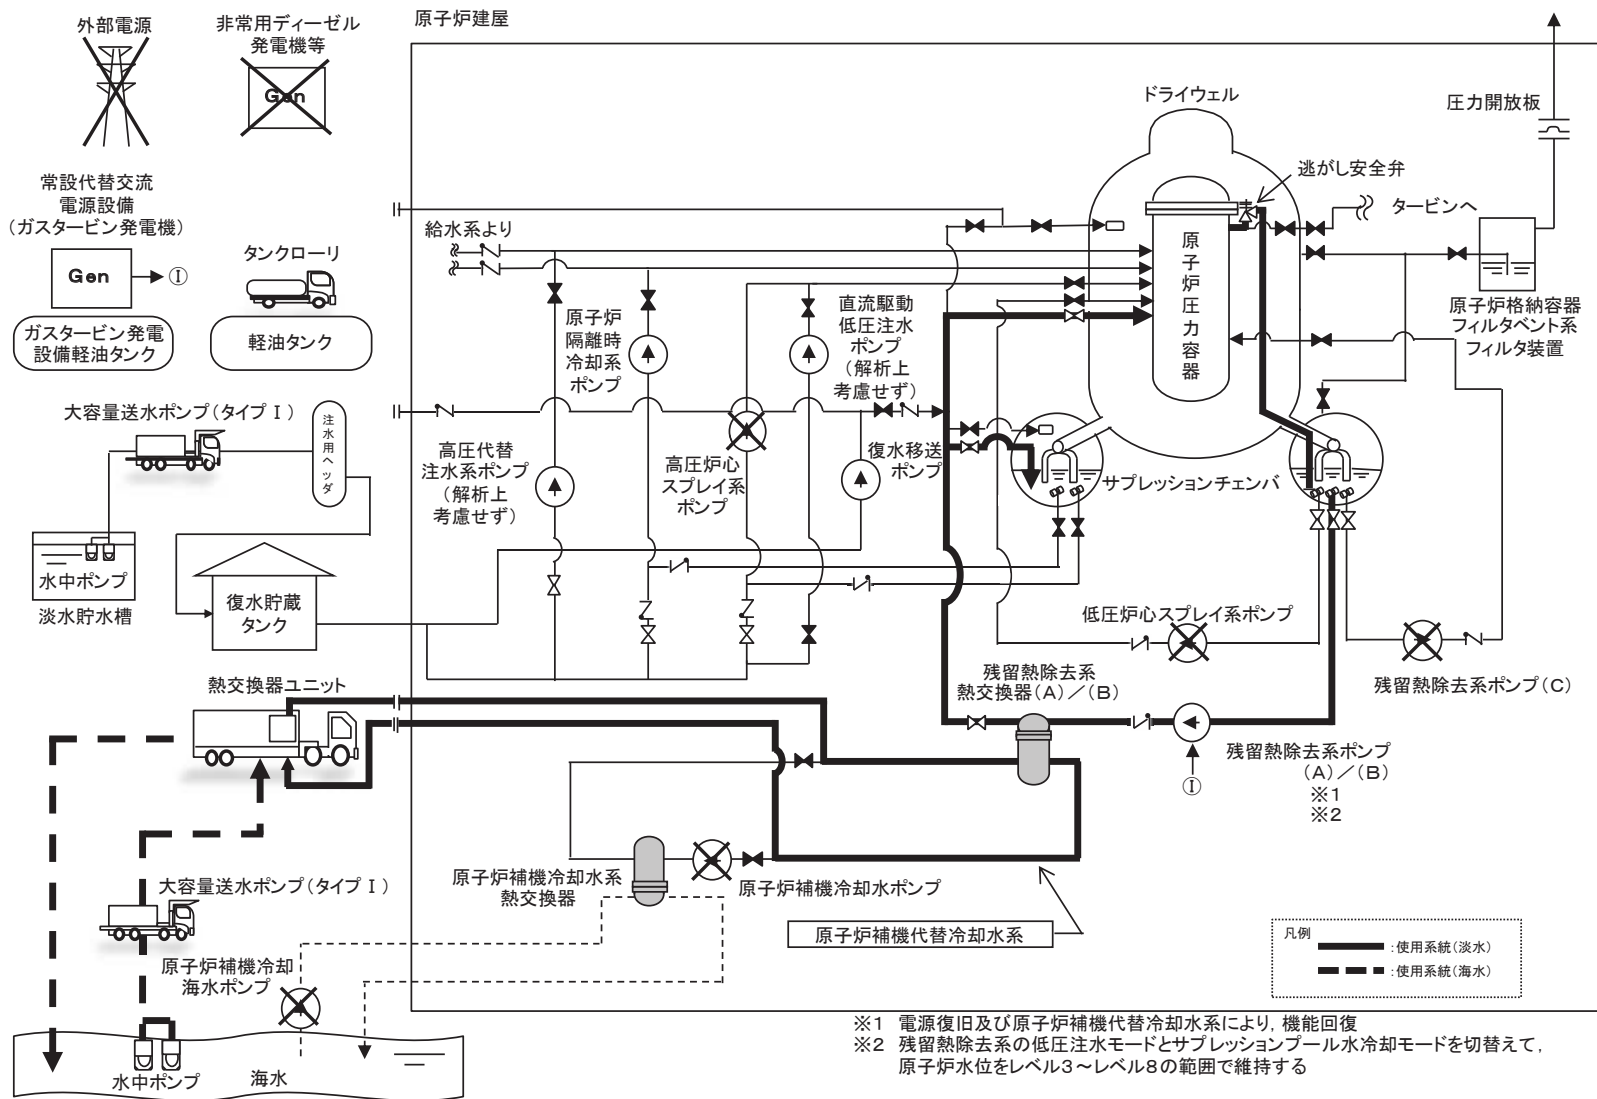 外部電源
非常用ディーゼル
発電機等
Gen
原子炉建屋
常設代替交流
電源設備
(ガスタービン発電機)
Gen
Ⓘ
タンクローリ
ガスタービン発電
設備軽油タンク
軽油タンク
大容量送水ポンプ(タイプⅠ)
注水用ヘッダ
水中ポンプ
淡水貯水槽
復水貯蔵
タンク
給水系より
原子炉
隔離時
冷却系
ポンプ
直流駆動
低圧注水
ポンプ
(解析上
考慮せず)
高圧代替
注水系ポンプ
(解析上
考慮せず)
高圧炉心
スプレイ系
ポンプ
復水移送
ポンプ
ドライウェル
原子炉圧力容器
逃がし安全弁
タービンへ
圧力開放板
原子炉格納容器
フィルタベント系
フィルタ装置
サプレッションチェンバ
低圧炉心スプレイ系ポンプ
残留熱除去系
熱交換器(A)/(B)
残留熱除去系ポンプ(C)
残留熱除去系ポンプ
(A)/(B)
※1
※2
Ⓘ
熱交換器ユニット
大容量送水ポンプ(タイプⅠ)
原子炉補機冷却水系
熱交換器
原子炉補機冷却水ポンプ
原子炉補機代替冷却水系
原子炉補機冷却
海水ポンプ
水中ポンプ
海水
凡例
:使用系統(淡水)
:使用系統(海水)
※1 電源復旧及び原子炉補機代替冷却水系により,機能回復
※2 残留熱除去系の低圧注水モードとサプレッションプール水冷却モードを切替えて,
原子炉水位をレベル3~レベル8の範囲で維持する